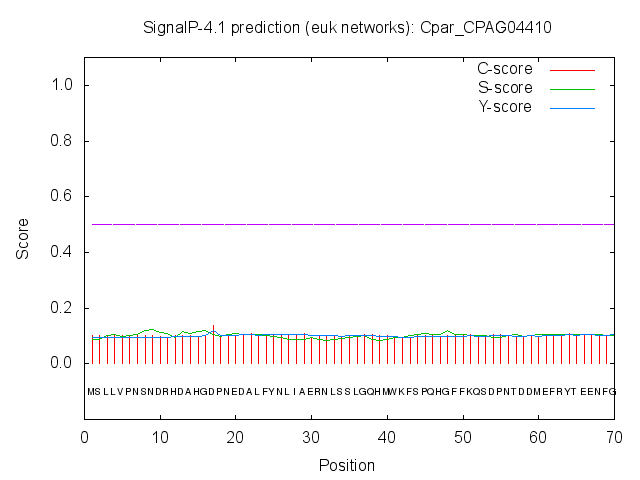 SignalP-4.1 prediction (euk networks): Cpar_CPAG04410
C-score
S-score
Y-score
1.0
0.8
0.6
0.4
0.2
0.0
Score
MSLLVPNSNDRHDAHGDPNEDALFYNLIAERNLSSLGQHMWKFSPQHGFFKQSDPNTDDMEFRYTEENFG
0 10 20 30 40 50 60 70
Position